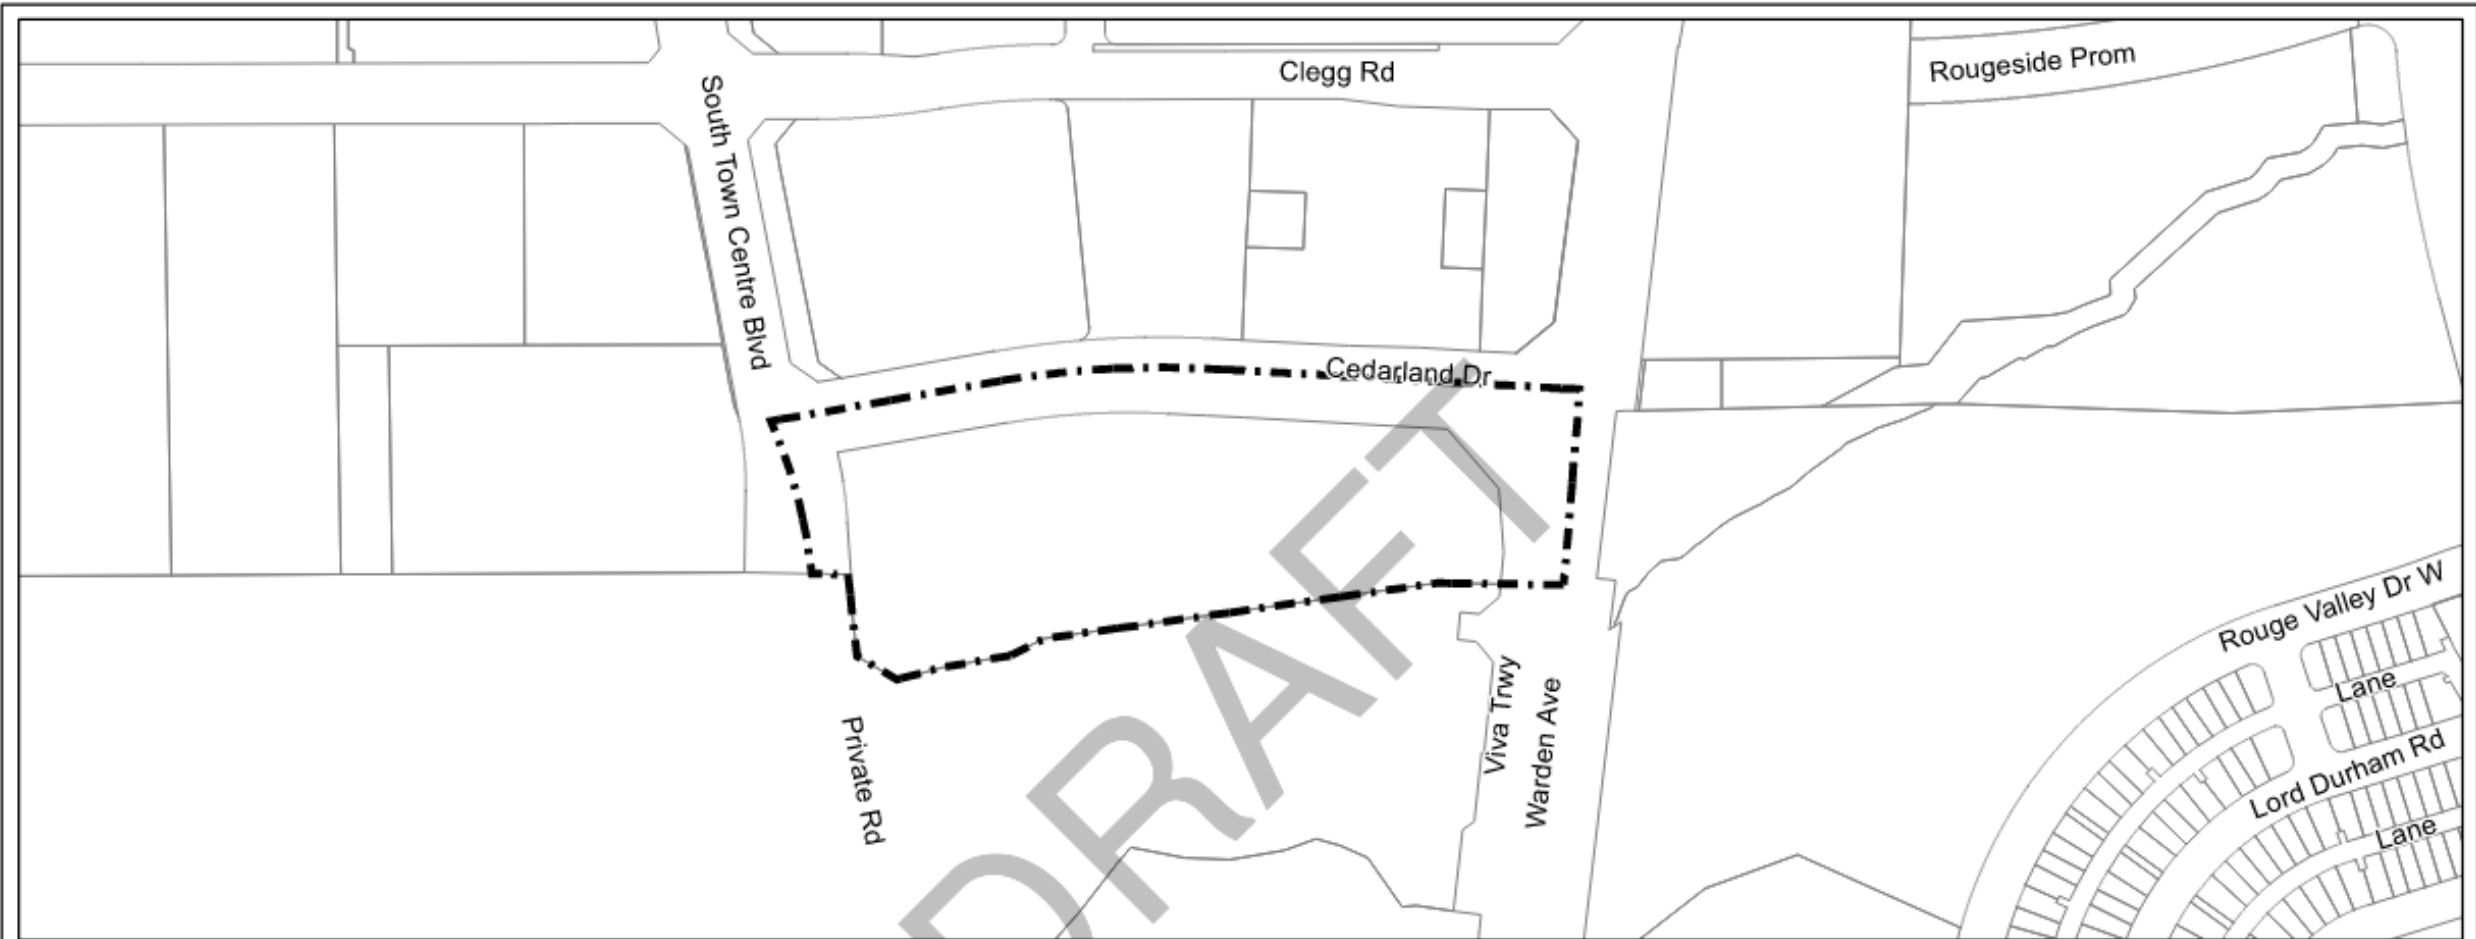 Clegg Rd
Rougeside Prom
South Town Centre Blvd
Cedarland Dr
Rouge Valley Dr W
Lane
Viva Trwy
Warden Ave
Private Rd
Lord Durham Rd
Lane
DRAFT